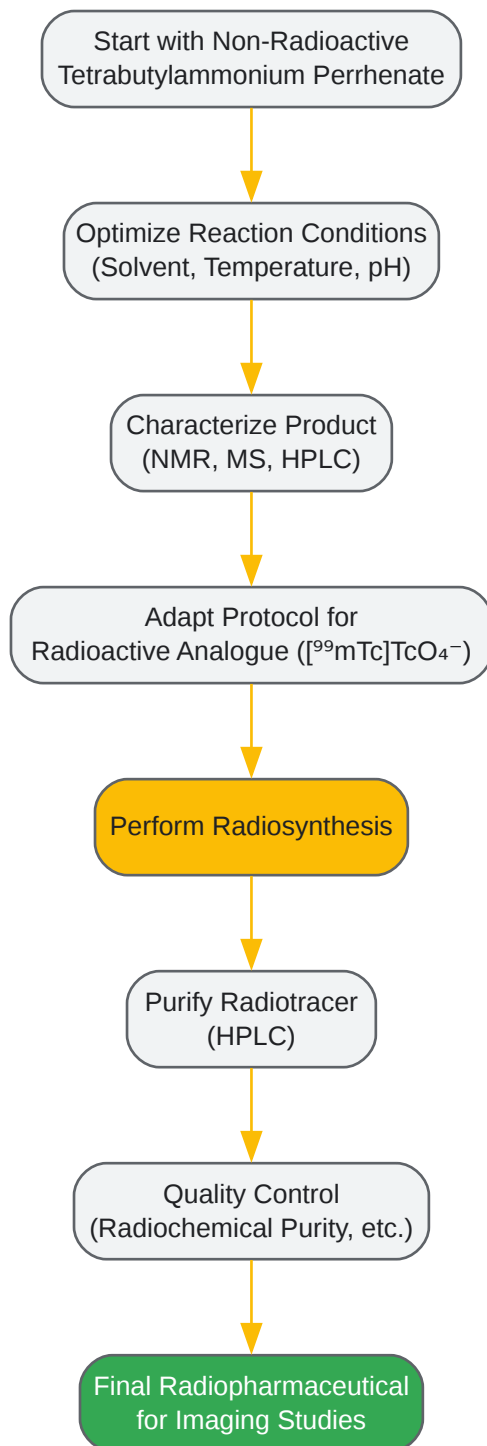 Start with Non-Radioactive
Tetrabutylammonium Perrhenate
Optimize Reaction Conditions
(Solvent, Temperature, pH)
Characterize Product
(NMR, MS, HPLC)
Adapt Protocol for
Radioactive Analogue ([⁹⁹mTc]TcO₄⁻)
Perform Radiosynthesis
Purify Radiotracer
(HPLC)
Quality Control
(Radiochemical Purity, etc.)
Final Radiopharmaceutical
for Imaging Studies